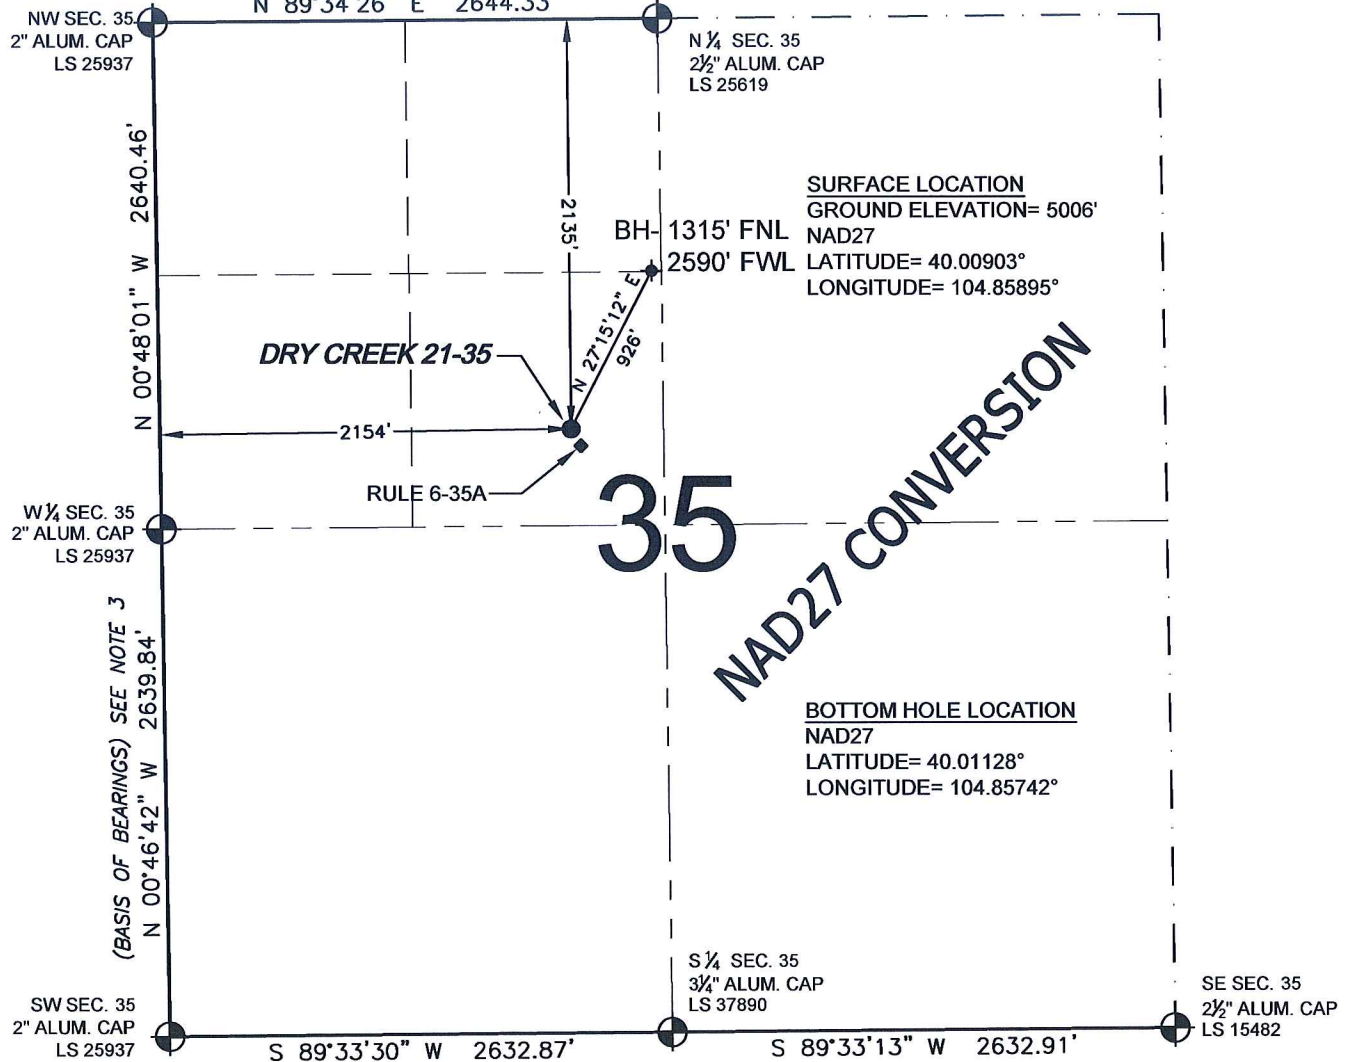 N 89°34'26" E 2644.33'
NW SEC. 35
2" ALUM. CAP
LS 25937
N ¼ SEC. 35
2½" ALUM. CAP
LS 25619
N 00°48'01" W 2640.46'
2135'
SURFACE LOCATION
GROUND ELEVATION= 5006'
NAD27
LATITUDE= 40.00903°
LONGITUDE= 104.85895°
BH- 1315' FNL
2590' FWL
N 27°15'12" E
926'
DRY CREEK 21-35
2154'
RULE 6-35A
35
NAD27 CONVERSION
W ¼ SEC. 35
2" ALUM. CAP
LS 25937
(BASIS OF BEARINGS) SEE NOTE 3
N 00°46'42" W 2639.84'
BOTTOM HOLE LOCATION
NAD27
LATITUDE= 40.01128°
LONGITUDE= 104.85742°
S ¼ SEC. 35
3¼" ALUM. CAP
LS 37890
SE SEC. 35
2½" ALUM. CAP
LS 15482
SW SEC. 35
2" ALUM. CAP
LS 25937
S 89°33'30" W 2632.87'
S 89°33'13" W 2632.91'